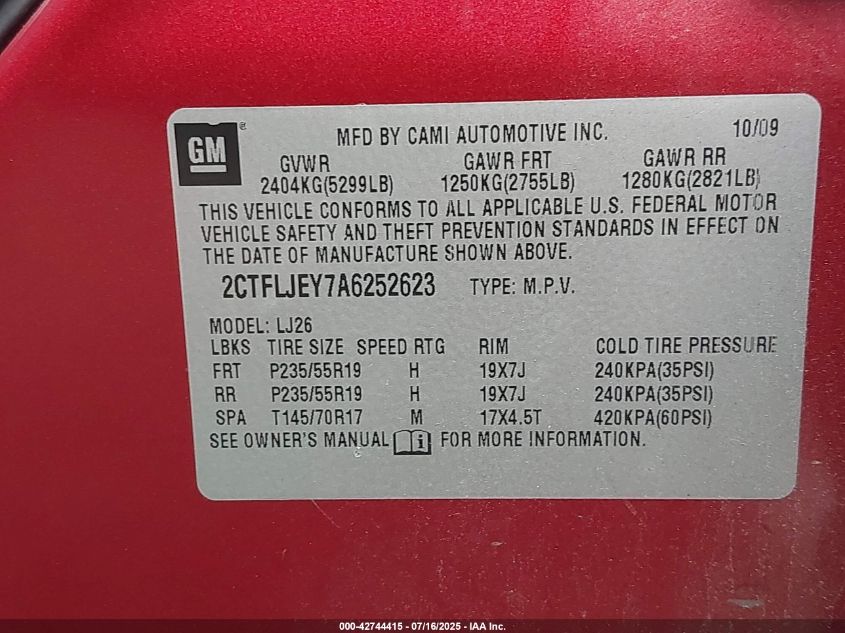 GM ®
MFD BY CAMI AUTOMOTIVE INC. 10/09
GVWR GAWR FRT GAWR RR
2404KG(5299LB) 1250KG(2755LB) 1280KG(2821LB)
THIS VEHICLE CONFORMS TO ALL APPLICABLE U.S. FEDERAL MOTOR
VEHICLE SAFETY AND THEFT PREVENTION STANDARDS IN EFFECT ON
THE DATE OF MANUFACTURE SHOWN ABOVE.
2CTFLJEY7A6252623 TYPE: M.P.V.
MODEL: LJ26
LBKS TIRE SIZE SPEED RTG RIM COLD TIRE PRESSURE
FRT P235/55R19 H 19X7J 240KPA(35PSI)
RR P235/55R19 H 19X7J 240KPA(35PSI)
SPA T145/70R17 M 17X4.5T 420KPA(60PSI)
SEE OWNER'S MANUAL i FOR MORE INFORMATION.
000-42744415 - 07/16/2025 - IAA Inc.